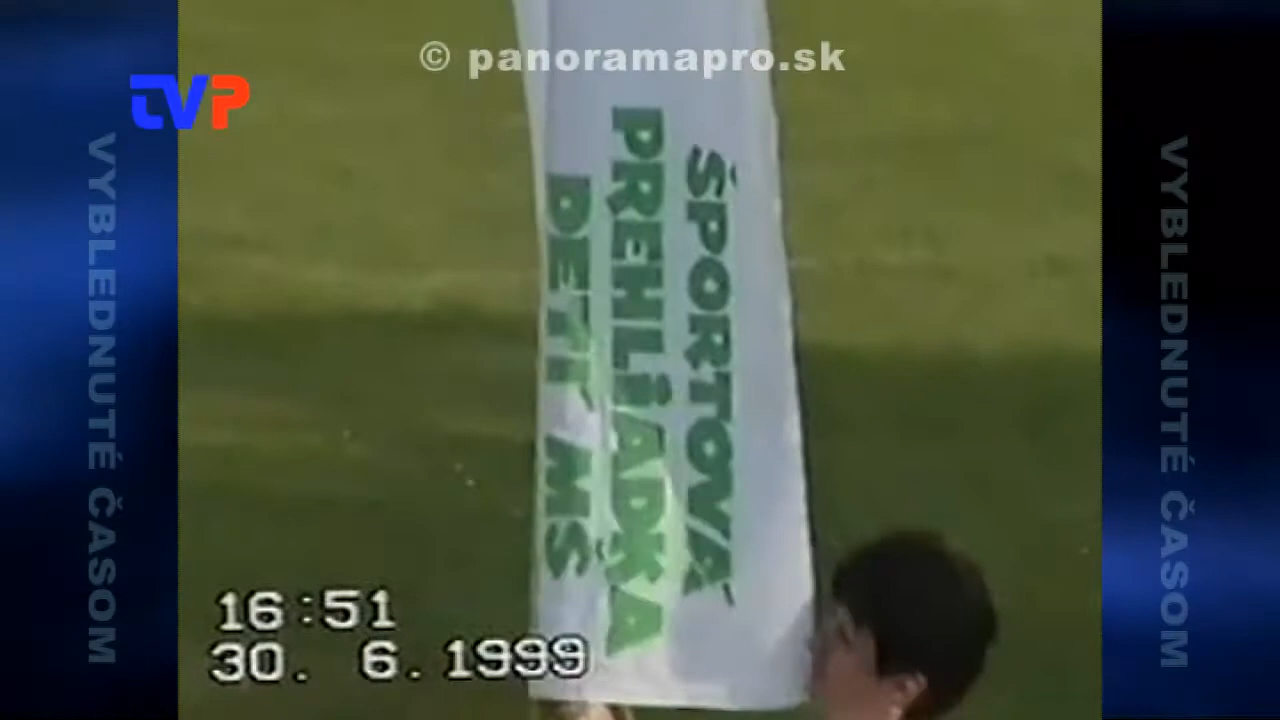 © panoramapro.sk
TVP
VYBLEDNUTÉ ČASOM
ŠPORTOVÁ
PREHLIADKA
DETÍ MŠ
VYBLEDNUTÉ ČASOM
16:51
30. 6.1999